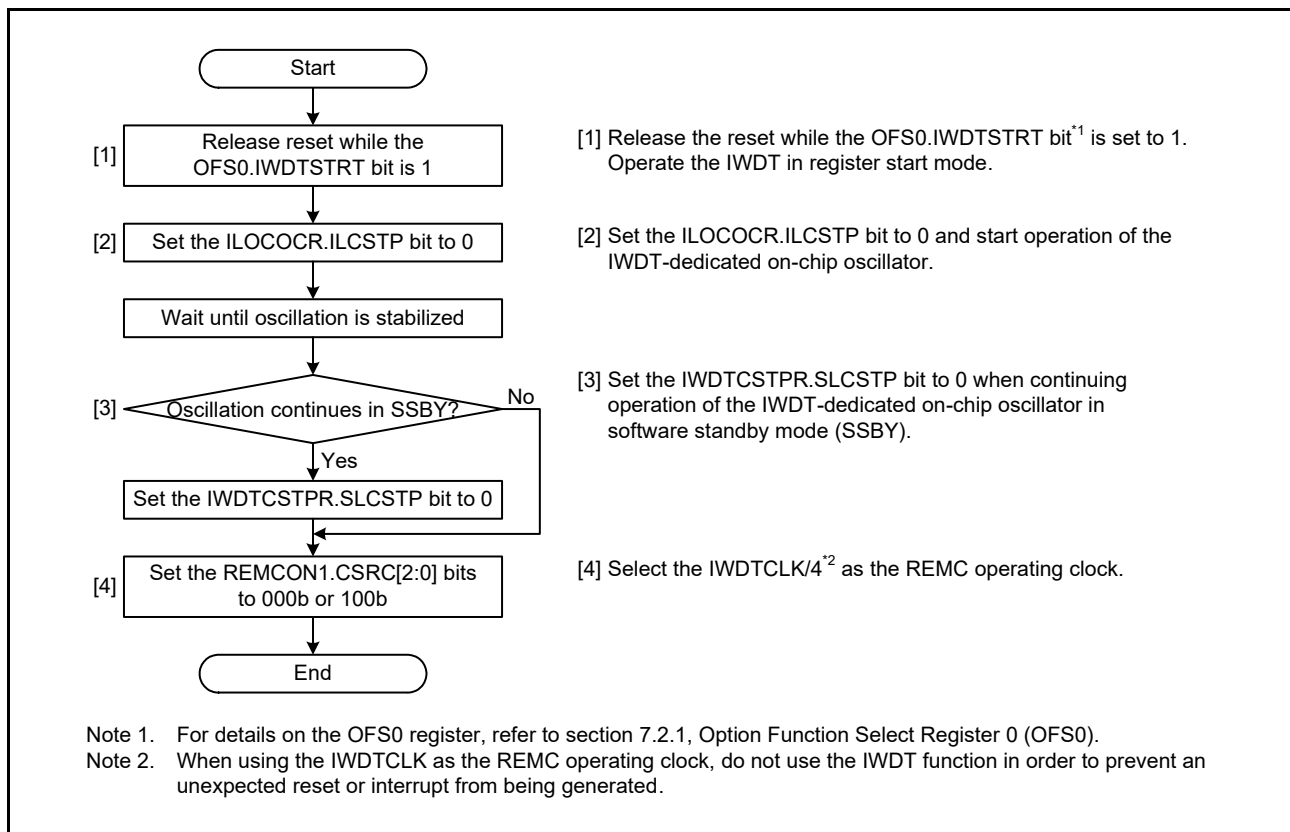 Start
[1]
Release reset while the
OFS0.IWDTSTRT bit is 1
[1] Release the reset while the OFS0.IWDTSTRT bit*1 is set to 1.
Operate the IWDT in register start mode.
[2]
Set the ILOCOCR.ILCSTP bit to 0
[2] Set the ILOCOCR.ILCSTP bit to 0 and start operation of the
IWDT-dedicated on-chip oscillator.
Wait until oscillation is stabilized
[3]
Oscillation continues in SSBY?
No
[3] Set the IWDTCSTPR.SLCSTP bit to 0 when continuing
operation of the IWDT-dedicated on-chip oscillator in
software standby mode (SSBY).
Yes
Set the IWDTCSTPR.SLCSTP bit to 0
[4]
Set the REMCON1.CSRC[2:0] bits
to 000b or 100b
[4] Select the IWDTCLK/4*2 as the REMC operating clock.
End
Note 1. For details on the OFS0 register, refer to section 7.2.1, Option Function Select Register 0 (OFS0).
Note 2. When using the IWDTCLK as the REMC operating clock, do not use the IWDT function in order to prevent an
unexpected reset or interrupt from being generated.